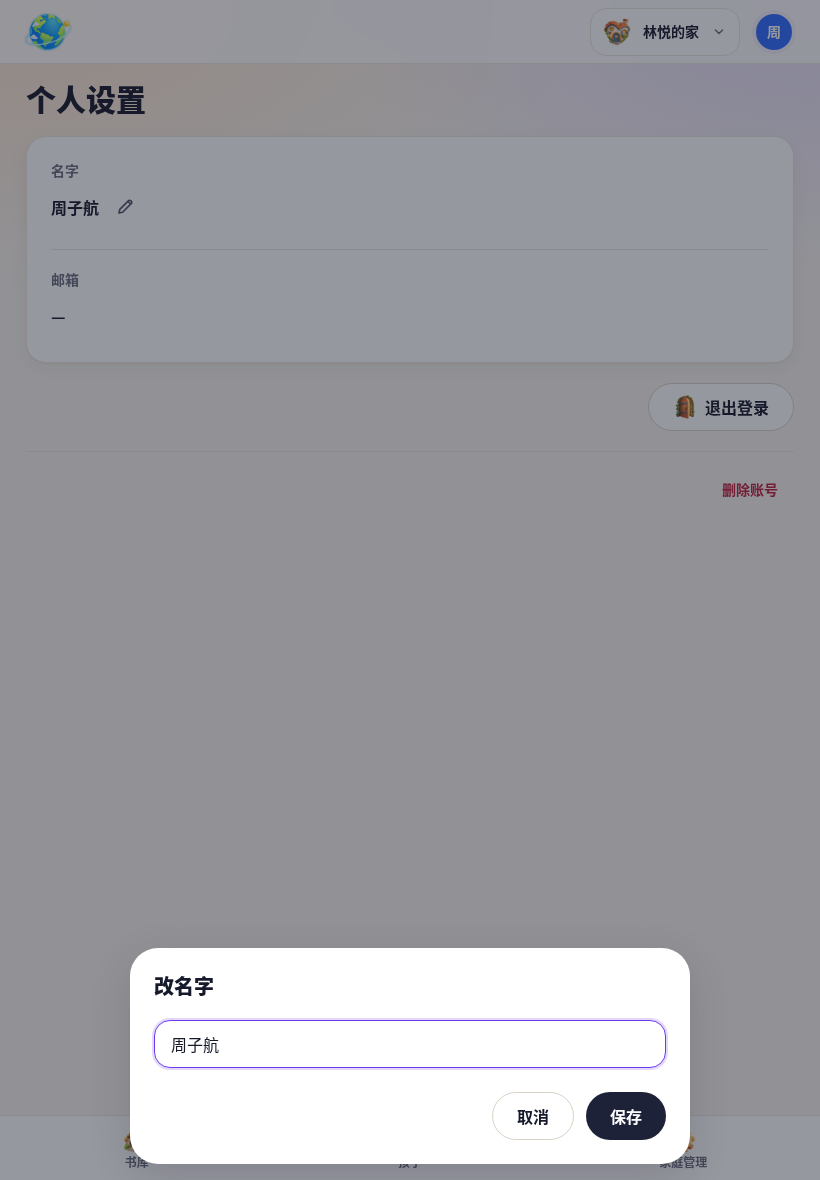 林悦的家
周
个人设置
名字
周子航
邮箱
—
退出登录
删除账号
改名字
周子航
取消
保存
书库
孩子
家庭管理